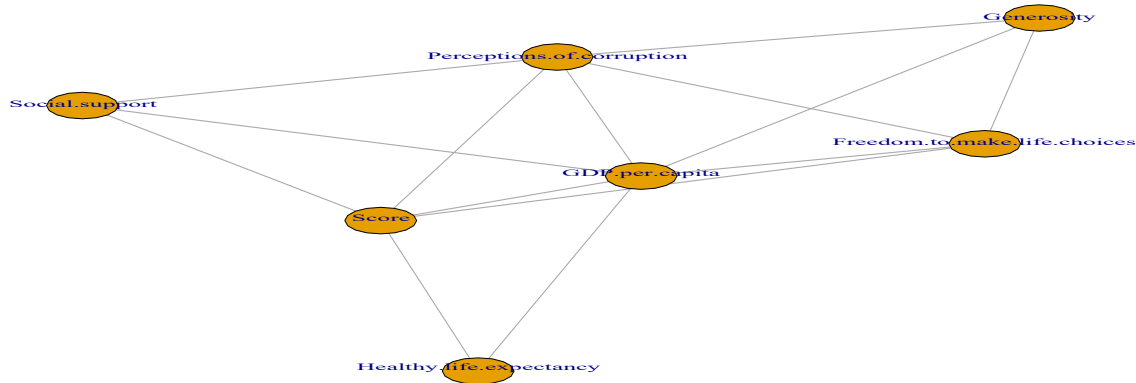 Generosity
Perceptions.of.corruption
Social.support
Freedom.to.make.life.choices
GDP.per.capita
Score
Healthy.life.expectancy